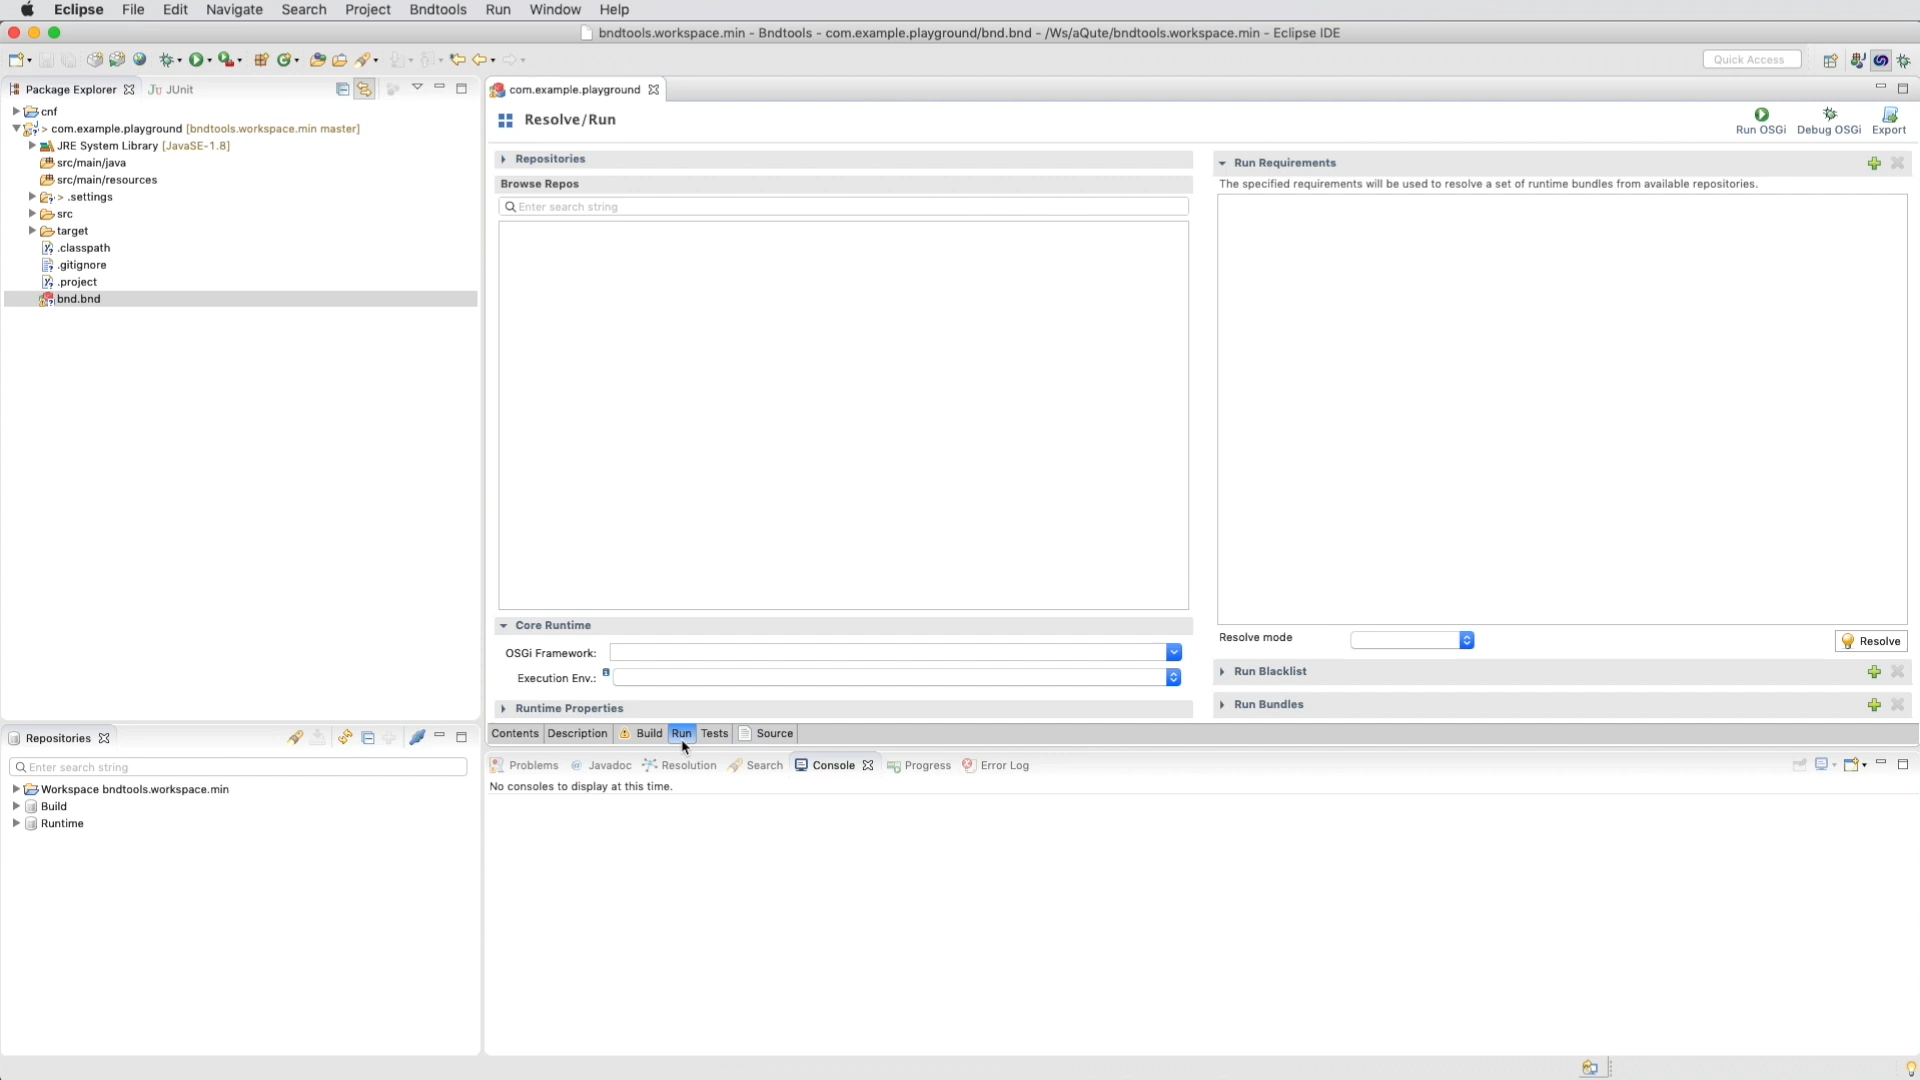 Eclipse File Edit Navigate Search Project Bndtools Run Window Help
bndtools.workspace.min - Bndtools - com.example.playground/bnd.bnd - /Ws/aQute/bndtools.workspace.min - Eclipse IDE
Quick Access
Package Explorer
JUnit
cnf
> com.example.playground [bndtools.workspace.min master]
JRE System Library [JavaSE-1.8]
src/main/java
src/main/resources
> .settings
src
target
.classpath
.gitignore
.project
bnd.bnd
Repositories
Enter search string
Workspace bndtools.workspace.min
Build
Runtime
com.example.playground
Resolve/Run
Run OSGi
Debug OSGi
Export
Repositories
Browse Repos
Enter search string
Core Runtime
OSGi Framework:
Execution Env.:
Runtime Properties
Run Requirements
The specified requirements will be used to resolve a set of runtime bundles from available repositories.
Resolve mode
Resolve
Run Blacklist
Run Bundles
Contents Description Build Run Tests Source
Problems Javadoc Resolution Search Console Progress Error Log
No consoles to display at this time.